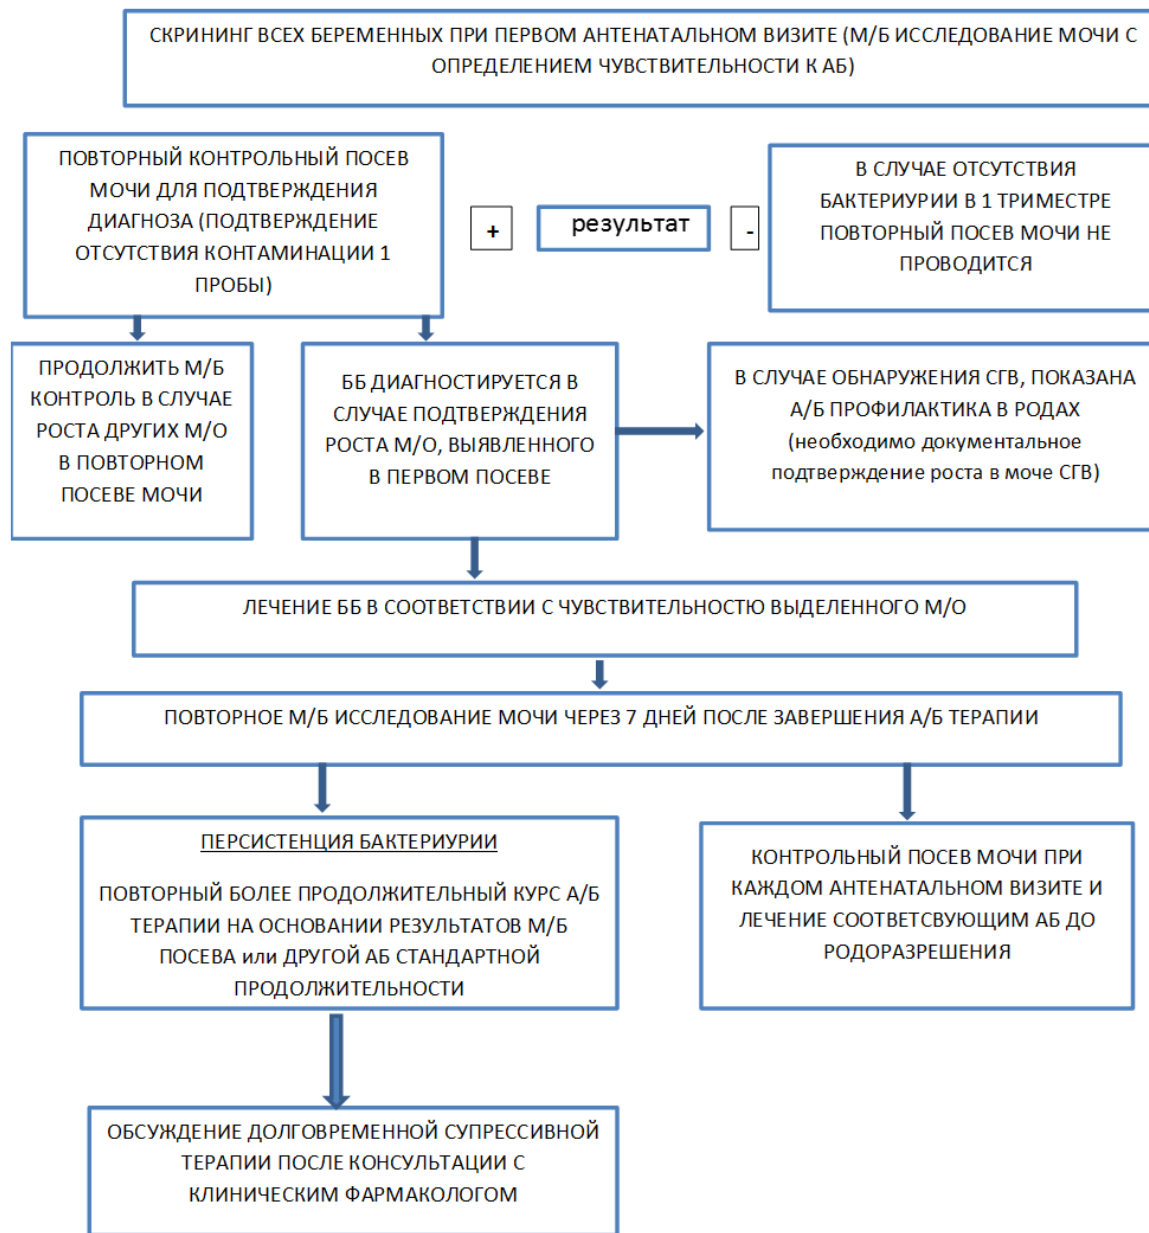 СКРИНИНГ ВСЕХ БЕРЕМЕННЫХ ПРИ ПЕРВОМ АНТЕНАТАЛЬНОМ ВИЗИТЕ (М/Б ИССЛЕДОВАНИЕ МОЧИ С
ОПРЕДЕЛЕНИЕМ ЧУВСТВИТЕЛЬНОСТИ К АБ)
ПОВТОРНЫЙ КОНТРОЛЬНЫЙ ПОСЕВ
МОЧИ ДЛЯ ПОДТВЕРЖДЕНИЯ
ДИАГНОЗА (ПОДТВЕРЖДЕНИЕ
ОТСУТСТВИЯ КОНТАМИНАЦИИ 1
ПРОБЫ)
+
результат
-
В СЛУЧАЕ ОТСУТСТВИЯ
БАКТЕРИУРИИ В 1 ТРИМЕСТРЕ
ПОВТОРНЫЙ ПОСЕВ МОЧИ НЕ
ПРОВОДИТСЯ
ПРОДОЛЖИТЬ М/Б
КОНТРОЛЬ В СЛУЧАЕ
РОСТА ДРУГИХ М/О
В ПОВТОРНОМ
ПОСЕВЕ МОЧИ
ББ ДИАГНОСТИРУЕТСЯ В
СЛУЧАЕ ПОДТВЕРЖДЕНИЯ
РОСТА М/О, ВЫЯВЛЕННОГО
В ПЕРВОМ ПОСЕВЕ
В СЛУЧАЕ ОБНАРУЖЕНИЯ СГВ, ПОКАЗАНА
А/Б ПРОФИЛАКТИКА В РОДАХ
(необходимо документальное
подтверждение роста в моче СГВ)
ЛЕЧЕНИЕ ББ В СООТВЕТСТВИИ С ЧУВСТВИТЕЛЬНОСТЬЮ ВЫДЕЛЕННОГО М/О
ПОВТОРНОЕ М/Б ИССЛЕДОВАНИЕ МОЧИ ЧЕРЕЗ 7 ДНЕЙ ПОСЛЕ ЗАВЕРШЕНИЯ А/Б ТЕРАПИИ
ПЕРСИСТЕНЦИЯ БАКТЕРИУРИИ
ПОВТОРНЫЙ БОЛЕЕ ПРОДОЛЖИТЕЛЬНЫЙ КУРС А/Б
ТЕРАПИИ НА ОСНОВАНИИ РЕЗУЛЬТАТОВ М/Б
ПОСЕВА или ДРУГОЙ АБ СТАНДАРТНОЙ
ПРОДОЛЖИТЕЛЬНОСТИ
КОНТРОЛЬНЫЙ ПОСЕВ МОЧИ ПРИ
КАЖДОМ АНТЕНАТАЛЬНОМ ВИЗИТЕ И
ЛЕЧЕНИЕ СООТВЕТСВУЮЩИМ АБ ДО
РОДОРАЗРЕШЕНИЯ
ОБСУЖДЕНИЕ ДОЛГОВРЕМЕННОЙ СУПРЕССИВНОЙ
ТЕРАПИИ ПОСЛЕ КОНСУЛЬТАЦИИ С
КЛИНИЧЕСКИМ ФАРМАКОЛОГОМ